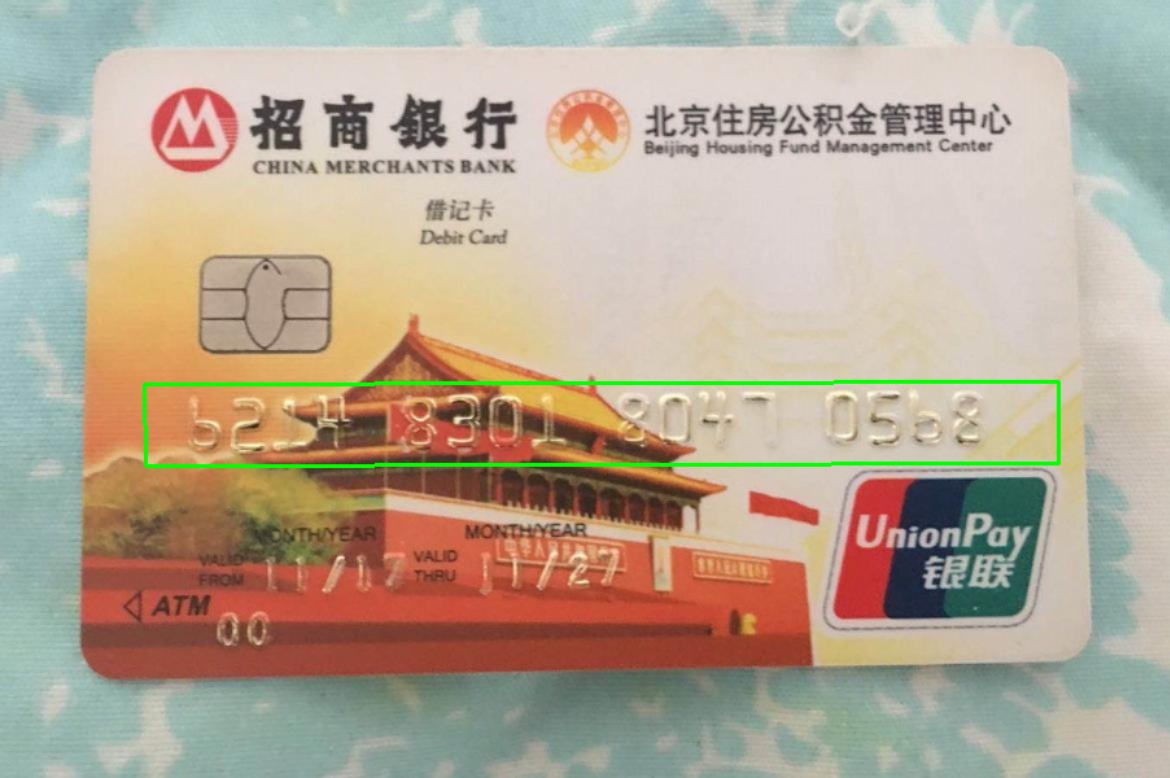 招商銀行
CHINA MERCHANTS BANK
北京住房公积金管理中心
Beijing Housing Fund Management Center
借记卡
Debit Card
6214 8301 8047 0568
MONTH/YEAR MONTH/YEAR
VALID FROM 11/17 VALID THRU 11/27
ATM
00
UnionPay
银联